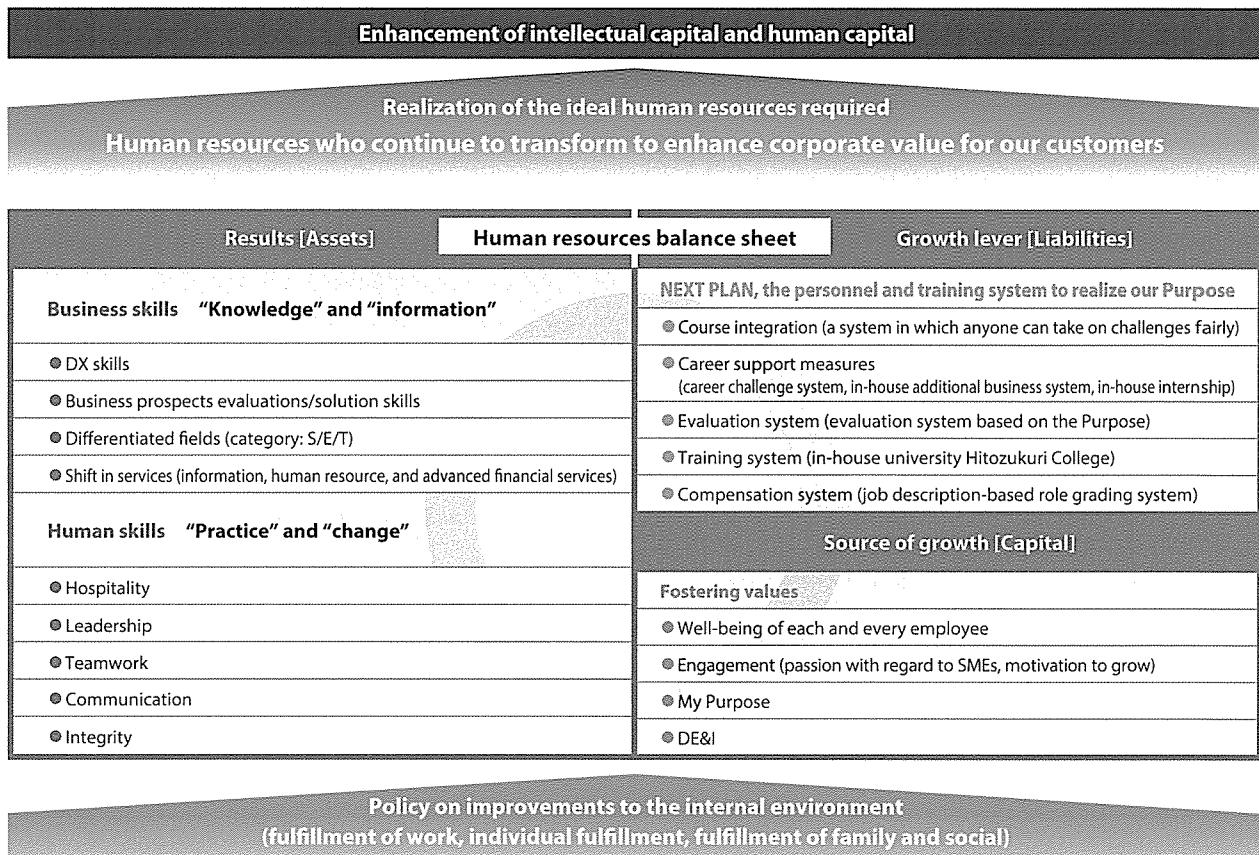 Enhancement of intellectual capital and human capital
Realization of the ideal human resources required
Human resources who continue to transform to enhance corporate value for our customers
Human resources balance sheet
Results [Assets]
Business skills "Knowledge" and "information"
DX skills
Business prospects evaluations/solution skills
Differentiated fields (category: S/E/T)
Shift in services (information, human resource, and advanced financial services)
Human skills "Practice" and "change"
Hospitality
Leadership
Teamwork
Communication
Integrity
Growth lever [Liabilities]
NEXT PLAN, the personnel and training system to realize our Purpose
Course integration (a system in which anyone can take on challenges fairly)
Career support measures
(career challenge system, in-house additional business system, in-house internship)
Evaluation system (evaluation system based on the Purpose)
Training system (in-house university Hitozukuri College)
Compensation system (job description-based role grading system)
Source of growth [Capital]
Fostering values
Well-being of each and every employee
Engagement (passion with regard to SMEs, motivation to grow)
My Purpose
DE&I
Policy on improvements to the internal environment
(fulfillment of work, individual fulfillment, fulfillment of family and social)